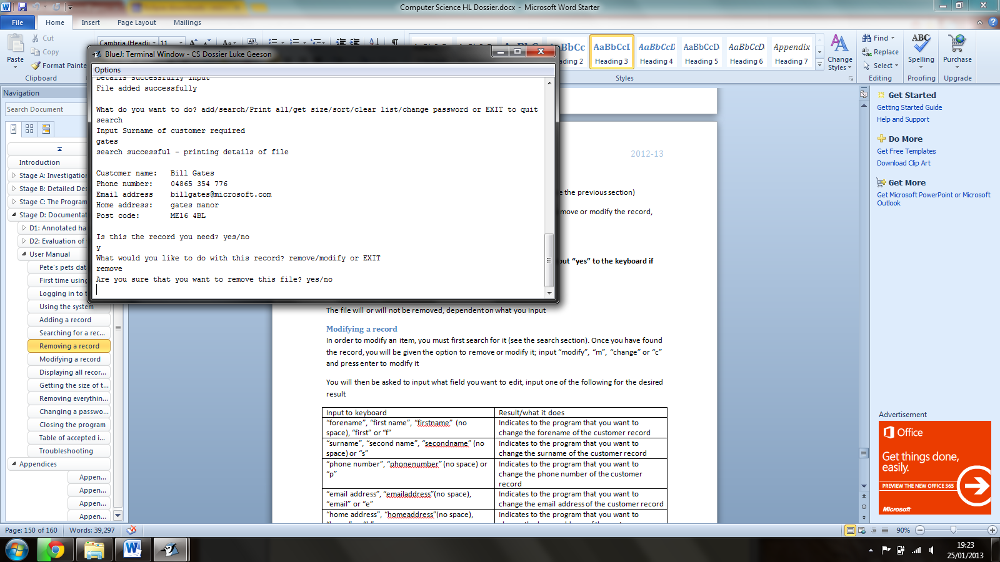 Computer Science HL Dossier.docx - Microsoft Word Starter
File Home Insert Page Layout Mailings
Paste
Cut
Copy
Format Painte
Clipboard
Cambria (Headi 11
AaBbCc AaBbCcI AaBbCcD AaBbCcD AaBbCcD Appendix
ading 2 Heading 3 Heading 4 Heading 5 Heading 6 Heading 7
Styles
Change Styles
Find
Replace
Select
Editing
ABC
Spelling
Proofing
Purchase
Upgrade
BlueJ: Terminal Window - CS Dossier Luke Geeson
Options
Details successfully input
File added successfully
What do you want to do? add/search/Print all/get size/sort/clear list/change password or EXIT to quit
search
Input Surname of customer required
gates
search successful - printing details of file
Customer name: Bill Gates
Phone number: 04865 354 776
Email address billgates@microsoft.com
Home address: gates manor
Post code: ME16 4BL
Is this the record you need? yes/no
y
What would you like to do with this record? remove/modify or EXIT
remove
Are you sure that you want to remove this file? yes/no
Navigation
Search Document
Introduction
Stage A: Investigation
Stage B: Detailed Des
Stage C: The Program
Stage D: Documentat
D1: Annotated ha
D2: Evaluation of
User Manual
Pete's pets dat
First time using
Logging in to t
Using the system
Adding a record
Searching for a rec...
Removing a record
Modifying a record
Displaying all recor...
Getting the size of t...
Removing everythin...
Changing a passwo...
Closing the program
Table of accepted i...
Troubleshooting
Appendices
Appen...
Appen...
Appen...
Appen...
2012-13
e the previous section)
move or modify the record,
put “yes” to the keyboard if
The file will or will not be removed, dependent on what you input
Modifying a record
In order to modify an item, you must first search for it (see the search section). Once you have found
the record, you will be given the option to remove or modify it; input “modify”, “m”, “change” or “c”
and press enter to modify it
You will then be asked to input what field you want to edit, input one of the following for the desired
result
Input to keyboard Result/what it does
“forename”, “first name”, “firstname” (no space), “first” or “f” Indicates to the program that you want to change the forename of the customer record
“surname”, “second name”, “secondname” (no space) or “s” Indicates to the program that you want to change the surname of the customer record
“phone number”, “phonenumber” (no space) or “p” Indicates to the program that you want to change the phone number of the customer record
“email address”, “emailaddress”(no space), “email” or “e” Indicates to the program that you want to change the email address of the customer record
“home address”, “homeaddress”(no space), Indicates to the program that you want to
Get Started
Getting Started Guide
Help and Support
Do More
Get Free Templates
Download Clip Art
Get More
Get Microsoft PowerPoint or Microsoft
Outlook
Advertisement
Office
Get things done,
easily.
PREVIEW THE NEW OFFICE 365
Microsoft
Page: 150 of 160 Words: 39,297
90%
19:23
25/01/2013